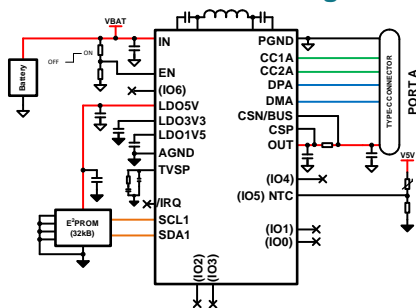 VBAT
IN
PGND
ON
OFF
EN
CC1A
CC2A
(IO6)
DPA
LDO5V
DMA
LDO3V3
CSN/BUS
LDO1V5
CSP
AGND
OUT
TVSP
(IO4)
(IO5) NTC
/IRQ
SCL1
SDA1
(IO1)
(IO0)
(IO2)
(IO3)
Battery
E²PROM
(32kB)
TYPE-C CONNECTOR
PORT A
V5V